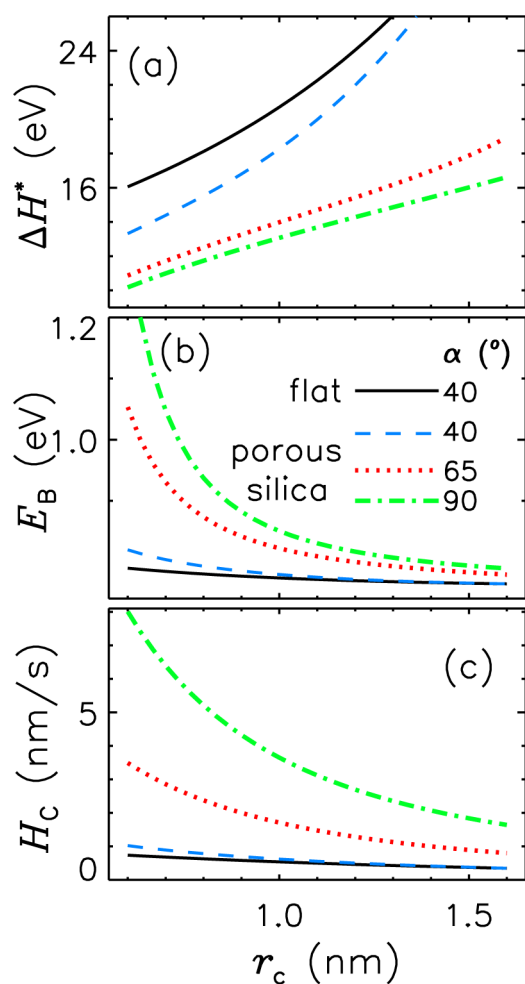 24
(a)
ΔH* (eV)
16
1.2
(b)
α (°)
flat
40
1.0
40
E_B (eV)
porous
65
silica
90
(c)
5
H_C (nm/s)
0
1.0
1.5
r_c (nm)